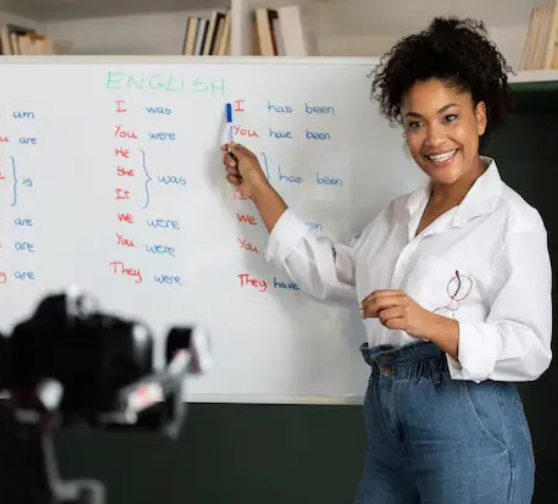 ENGLISH
am
are
is
are
are
are
I was
You were
He
She
It
was
We were
You were
They were
I has been
You have been
has been
We
You
They have